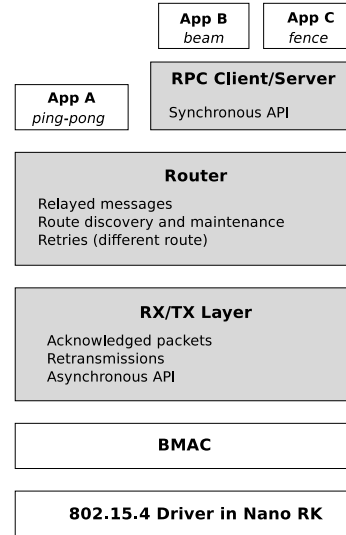 App B
beam
App C
fence
RPC Client/Server
Synchronous API
App A
ping-pong
Router
Relayed messages
Route discovery and maintenance
Retries (different route)
RX/TX Layer
Acknowledged packets
Retransmissions
Asynchronous API
BMAC
802.15.4 Driver in Nano RK